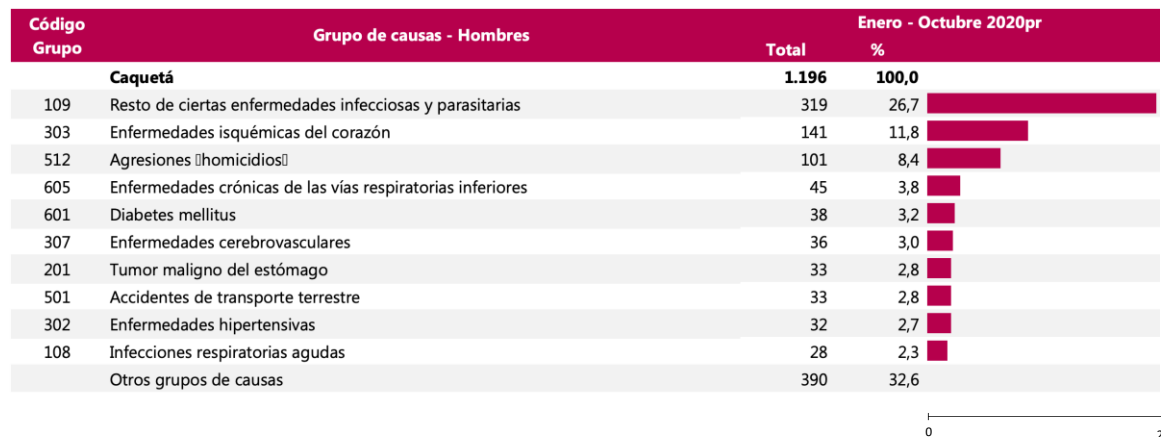 Código Grupo Grupo de causas - Hombres Enero - Octubre 2020pr
Total %
Caquetá 1.196 100,0
109 Resto de ciertas enfermedades infecciosas y parasitarias 319 26,7
303 Enfermedades isquémicas del corazón 141 11,8
512 Agresiones homicidios 101 8,4
605 Enfermedades crónicas de las vías respiratorias inferiores 45 3,8
601 Diabetes mellitus 38 3,2
307 Enfermedades cerebrovasculares 36 3,0
201 Tumor maligno del estómago 33 2,8
501 Accidentes de transporte terrestre 33 2,8
302 Enfermedades hipertensivas 32 2,7
108 Infecciones respiratorias agudas 28 2,3
Otros grupos de causas 390 32,6
0